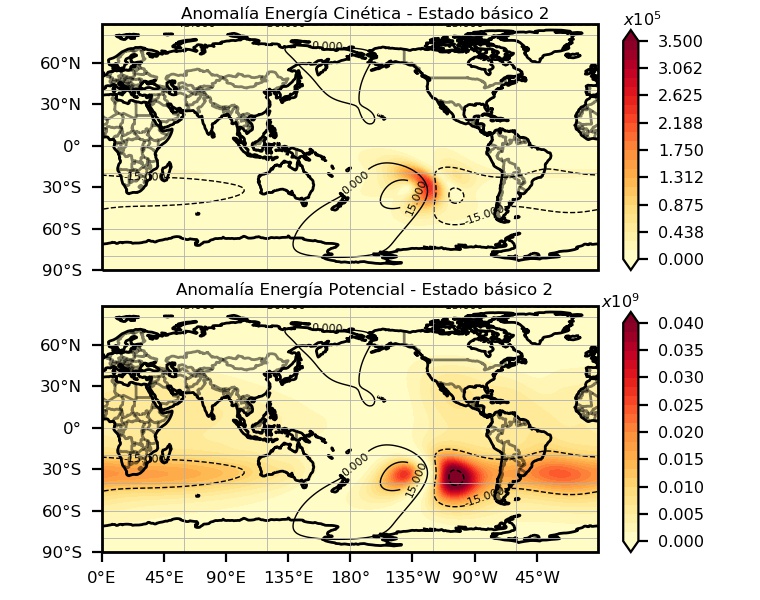 Anomalía Energía Cinética - Estado básico 2
x10⁵
60°N
30°N
0°
30°S
60°S
90°S
0.000
-15.000
0.000
15.000
-15.000
3.500
3.062
2.625
2.188
1.750
1.312
0.875
0.438
0.000
Anomalía Energía Potencial - Estado básico 2
x10⁹
60°N
30°N
0°
30°S
60°S
90°S
0.000
-15.000
0.000
15.000
-15.000
0.040
0.035
0.030
0.025
0.020
0.015
0.010
0.005
0.000
0°E 45°E 90°E 135°E 180° 135°W 90°W 45°W